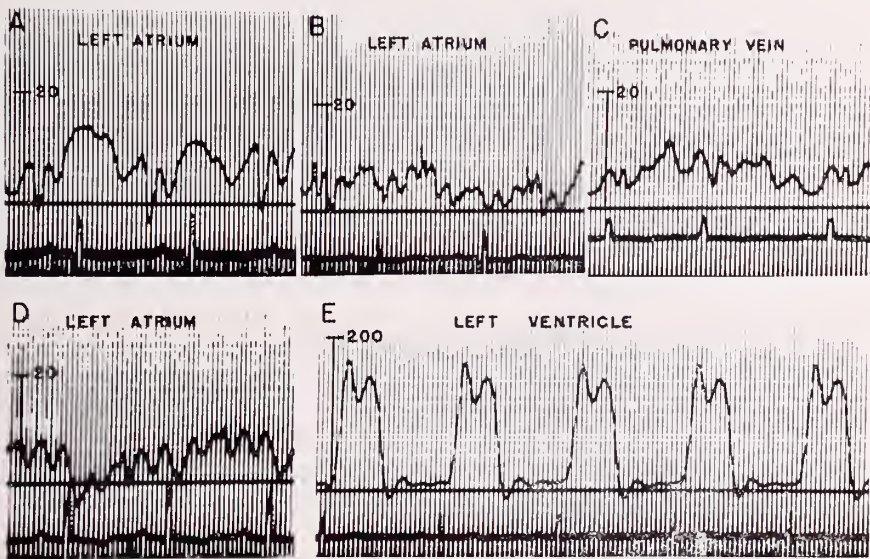 A
LEFT ATRIUM
20
B
LEFT ATRIUM
20
C
PULMONARY VEIN
20
D
LEFT ATRIUM
20
E
LEFT VENTRICLE
200